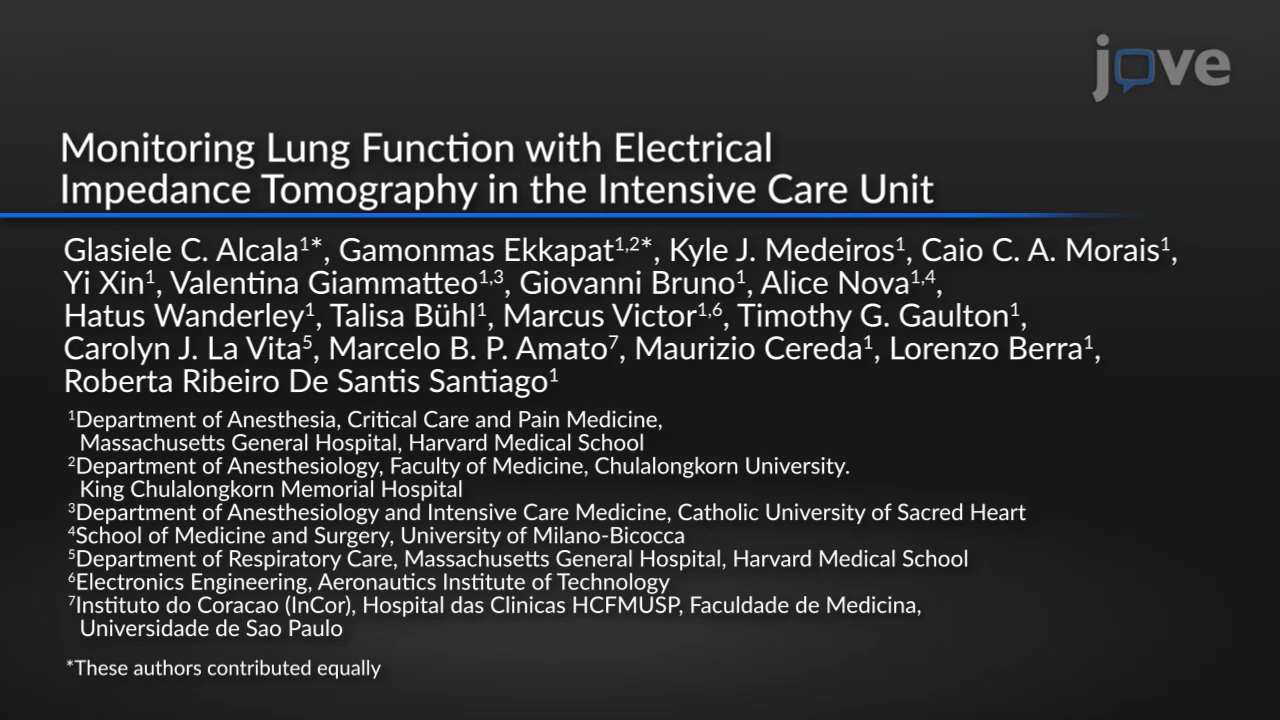 jove
Monitoring Lung Function with Electrical
Impedance Tomography in the Intensive Care Unit
Glasiele C. Alcala¹*, Gamonmas Ekkapat¹,²*, Kyle J. Medeiros¹, Caio C. A. Morais¹,
Yi Xin¹, Valentina Giammatteo¹,³, Giovanni Bruno¹, Alice Nova¹,⁴,
Hatus Wanderley¹, Talisa Bühl¹, Marcus Victor¹,⁶, Timothy G. Gaulton¹,
Carolyn J. La Vita⁵, Marcelo B. P. Amato⁷, Maurizio Cereda¹, Lorenzo Berra¹,
Roberta Ribeiro De Santis Santiago¹
¹Department of Anesthesia, Critical Care and Pain Medicine,
Massachusetts General Hospital, Harvard Medical School
²Department of Anesthesiology, Faculty of Medicine, Chulalongkorn University.
King Chulalongkorn Memorial Hospital
³Department of Anesthesiology and Intensive Care Medicine, Catholic University of Sacred Heart
⁴School of Medicine and Surgery, University of Milano-Bicocca
⁵Department of Respiratory Care, Massachusetts General Hospital, Harvard Medical School
⁶Electronics Engineering, Aeronautics Institute of Technology
⁷Instituto do Coracao (InCor), Hospital das Clinicas HCFMUSP, Faculdade de Medicina,
Universidade de Sao Paulo
*These authors contributed equally